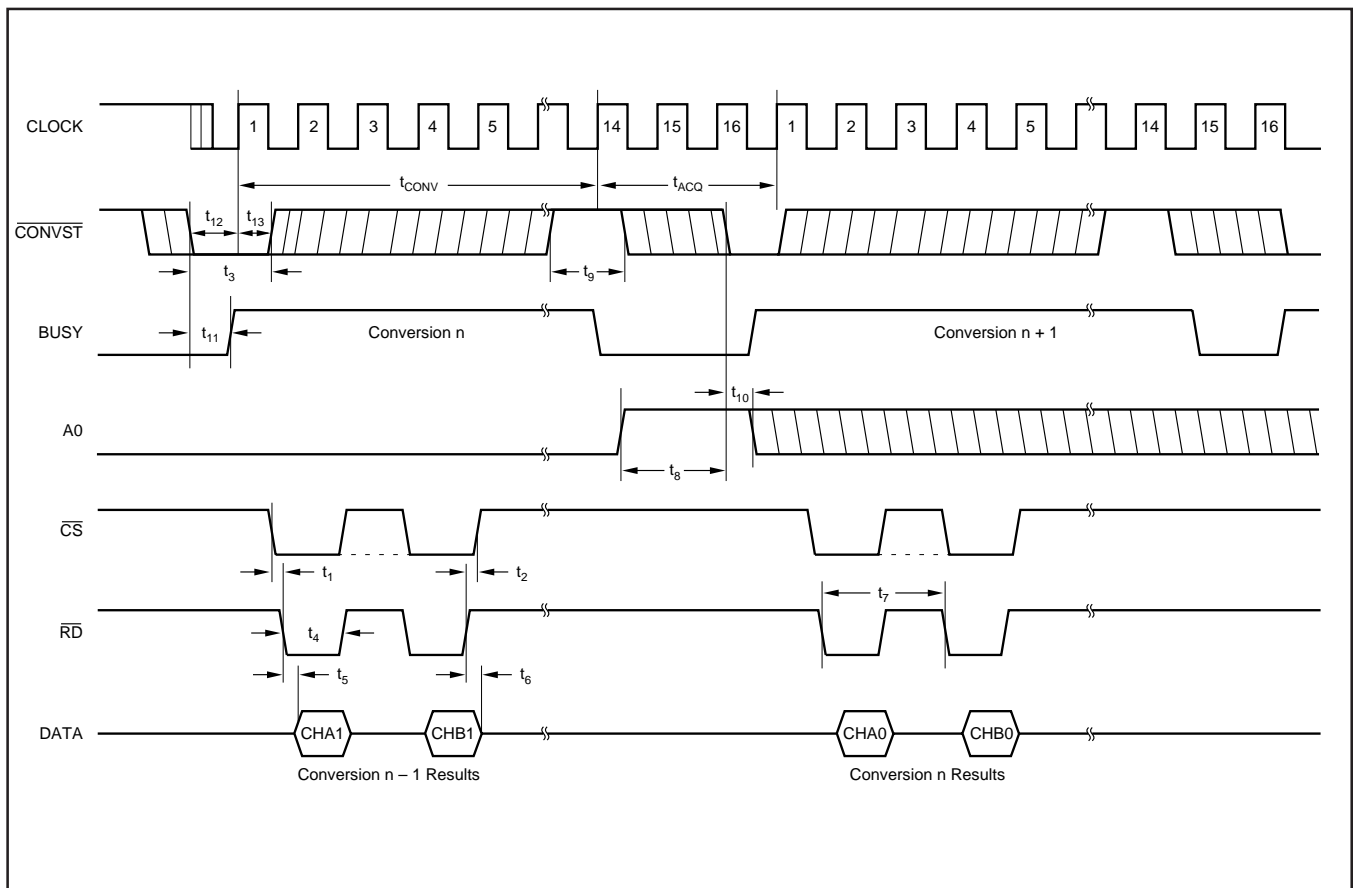 CLOCK 1 2 3 4 5 14 15 16 1 2 3 4 5 14 15 16
tCONV tACQ
CONVST t12 t13
t3 t9
BUSY t11 Conversion n Conversion n + 1
t10
A0
t8
CS
t1 t2
t7
RD t4
t5 t6
DATA CHA1 CHB1 CHA0 CHB0
Conversion n – 1 Results Conversion n Results